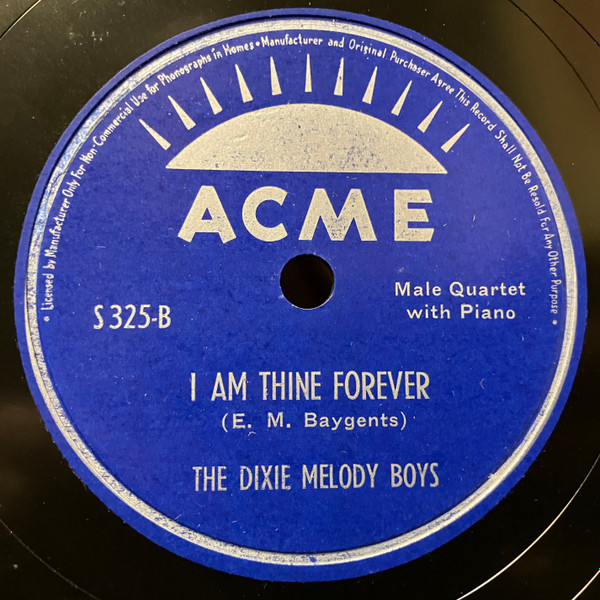 • Licensed by Manufacturer Only For Non-Commercial Use for Phonographs in Homes • Manufacturer and Original Purchaser Agree This Record Shall Not Be Resold For Any Other Purpose •
ACME
S 325-B
Male Quartet
with Piano
I AM THINE FOREVER
(E. M. Baygents)
THE DIXIE MELODY BOYS